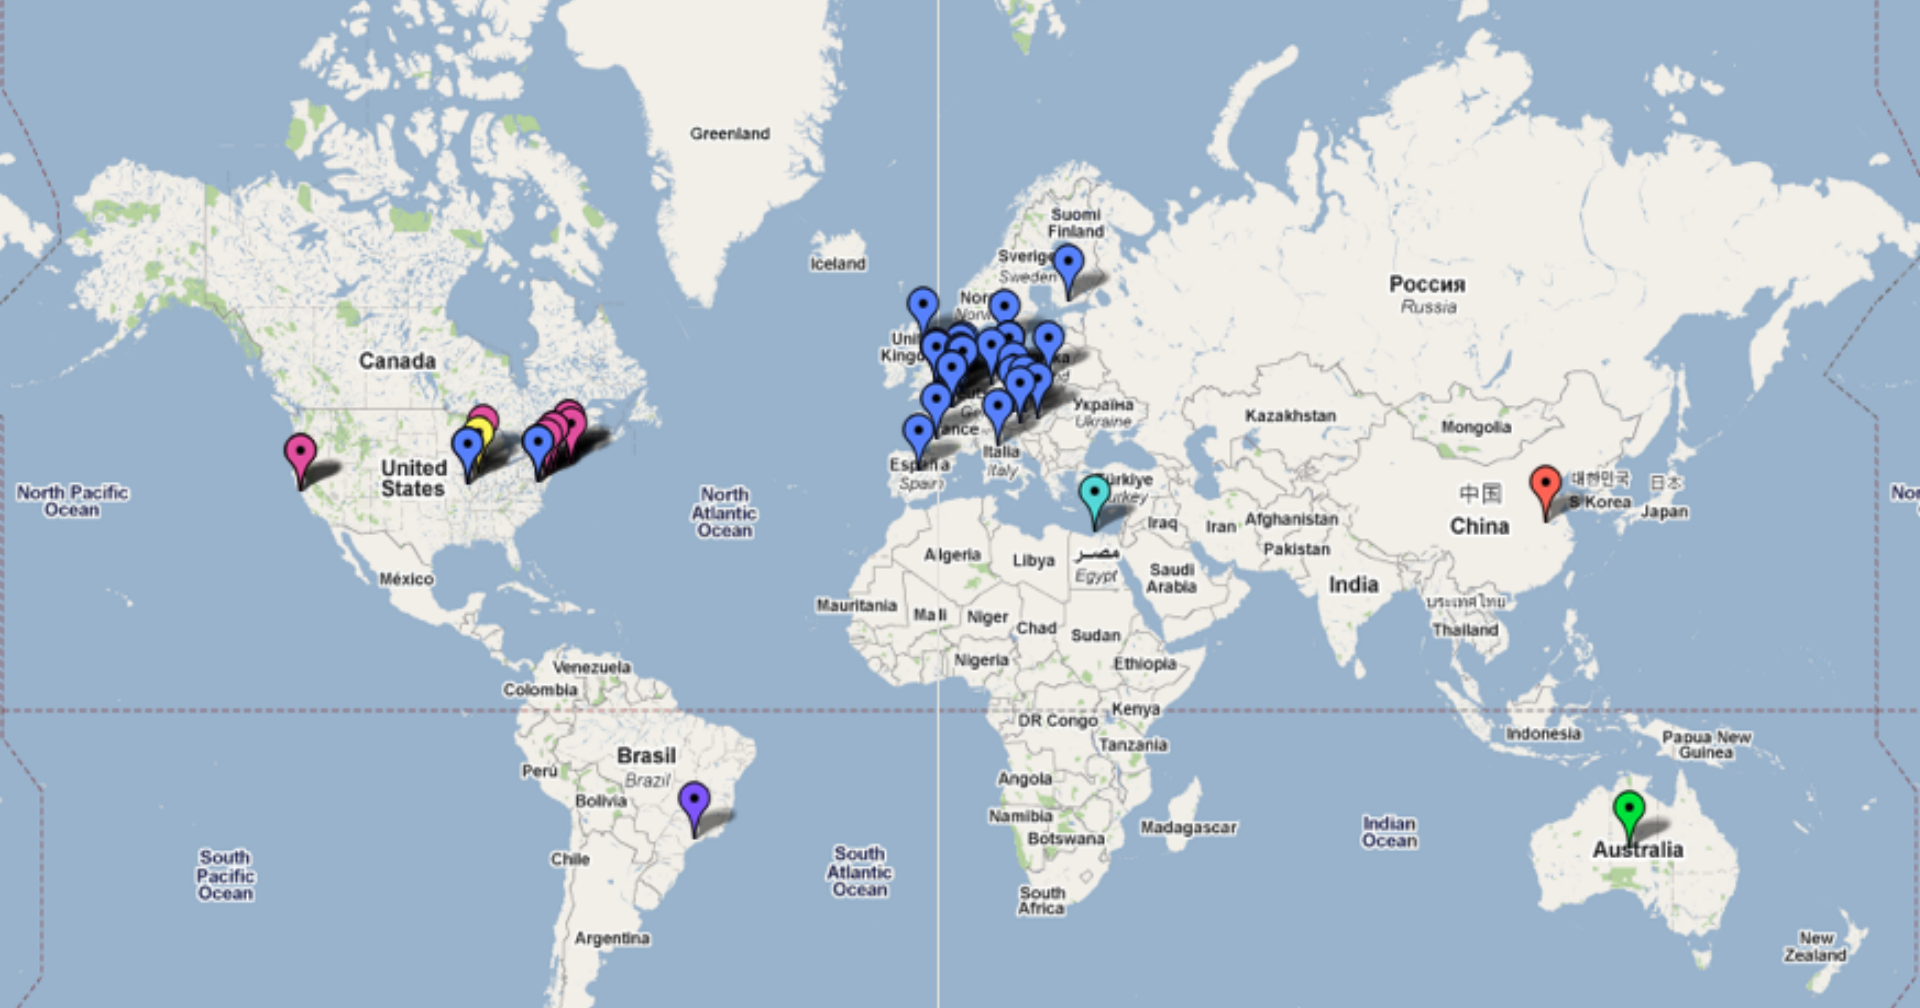 Greenland
Suomi
Finland
Iceland
Sverige
Sweden
Россия
Russia
Canada
Kazakhstan
Mongolia
Україна
Ukraine
Italia
Italy
España
Spain
United
States
North Pacific
Ocean
North
Atlantic
Ocean
Türkiye
Turkey
Iraq
Iran
Afghanistan
Pakistan
中国
China
대한민국
S Korea
日本
Japan
México
Algeria
Libya
مصر
Egypt
Saudi
Arabia
India
ประเทศไทย
Thailand
Mauritania
Mali
Niger
Chad
Sudan
Nigeria
Ethiopia
Venezuela
Colombia
DR Congo
Kenya
Tanzania
Indonesia
Papua New
Guinea
Brasil
Brazil
Perú
Bolivia
Angola
Namibia
Botswana
Madagascar
Indian
Ocean
Australia
Chile
South
Pacific
Ocean
South
Atlantic
Ocean
South
Africa
Argentina
New
Zealand